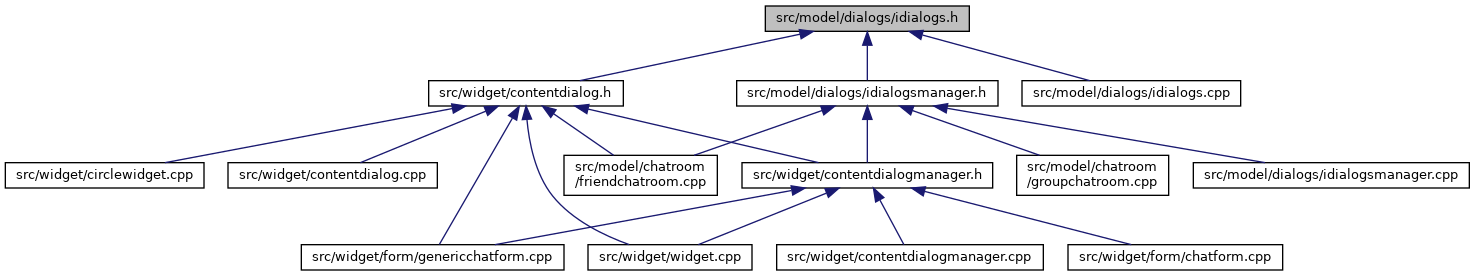 src/model/dialogs/idialogs.h
src/widget/contentdialog.h
src/model/dialogs/idialogsmanager.h
src/model/dialogs/idialogs.cpp
src/widget/circlewidget.cpp
src/widget/contentdialog.cpp
src/model/chatroom
/friendchatroom.cpp
src/widget/contentdialogmanager.h
src/model/chatroom
/groupchatroom.cpp
src/model/dialogs/idialogsmanager.cpp
src/widget/form/genericchatform.cpp
src/widget/widget.cpp
src/widget/contentdialogmanager.cpp
src/widget/form/chatform.cpp